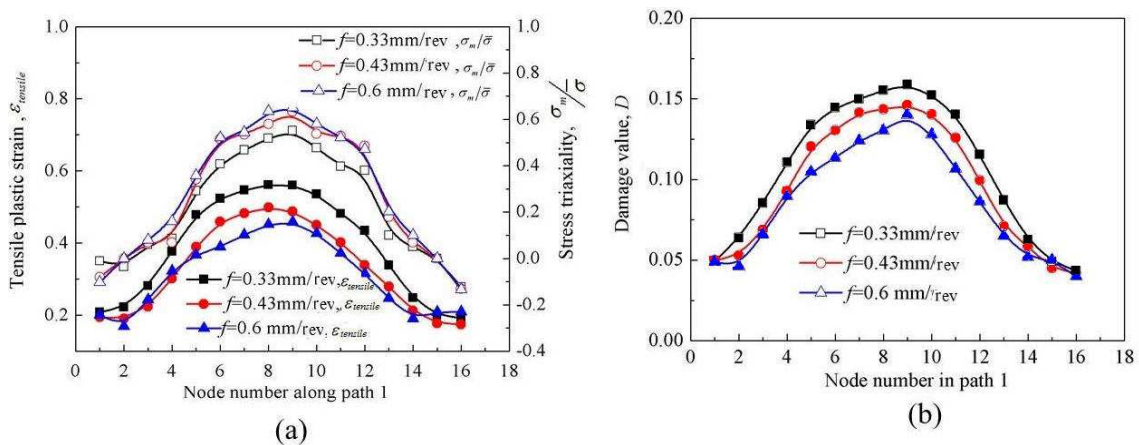 f=0.33mm/rev ,σm/σ̄
f=0.43mm/rev ,σm/σ̄
f=0.6 mm/rev ,σm/σ̄
Tensile plastic strain , εtensile
1.0
0.8
0.6
0.4
0.2
1.0
0.8
0.6
0.4
0.2
0.0
-0.2
-0.4
Stress triaxiality, σm/σ̄
f=0.33mm/rev,εtensile
f=0.43mm/rev, εtensile
f=0.6 mm/rev, εtensile
0 2 4 6 8 10 12 14 16 18
Node number along path 1
(a)
Damage value, D
0.20
0.15
0.10
0.05
0.00
f=0.33mm/rev
f=0.43mm/rev
f=0.6 mm/rev
0 2 4 6 8 10 12 14 16 18
Node number in path 1
(b)